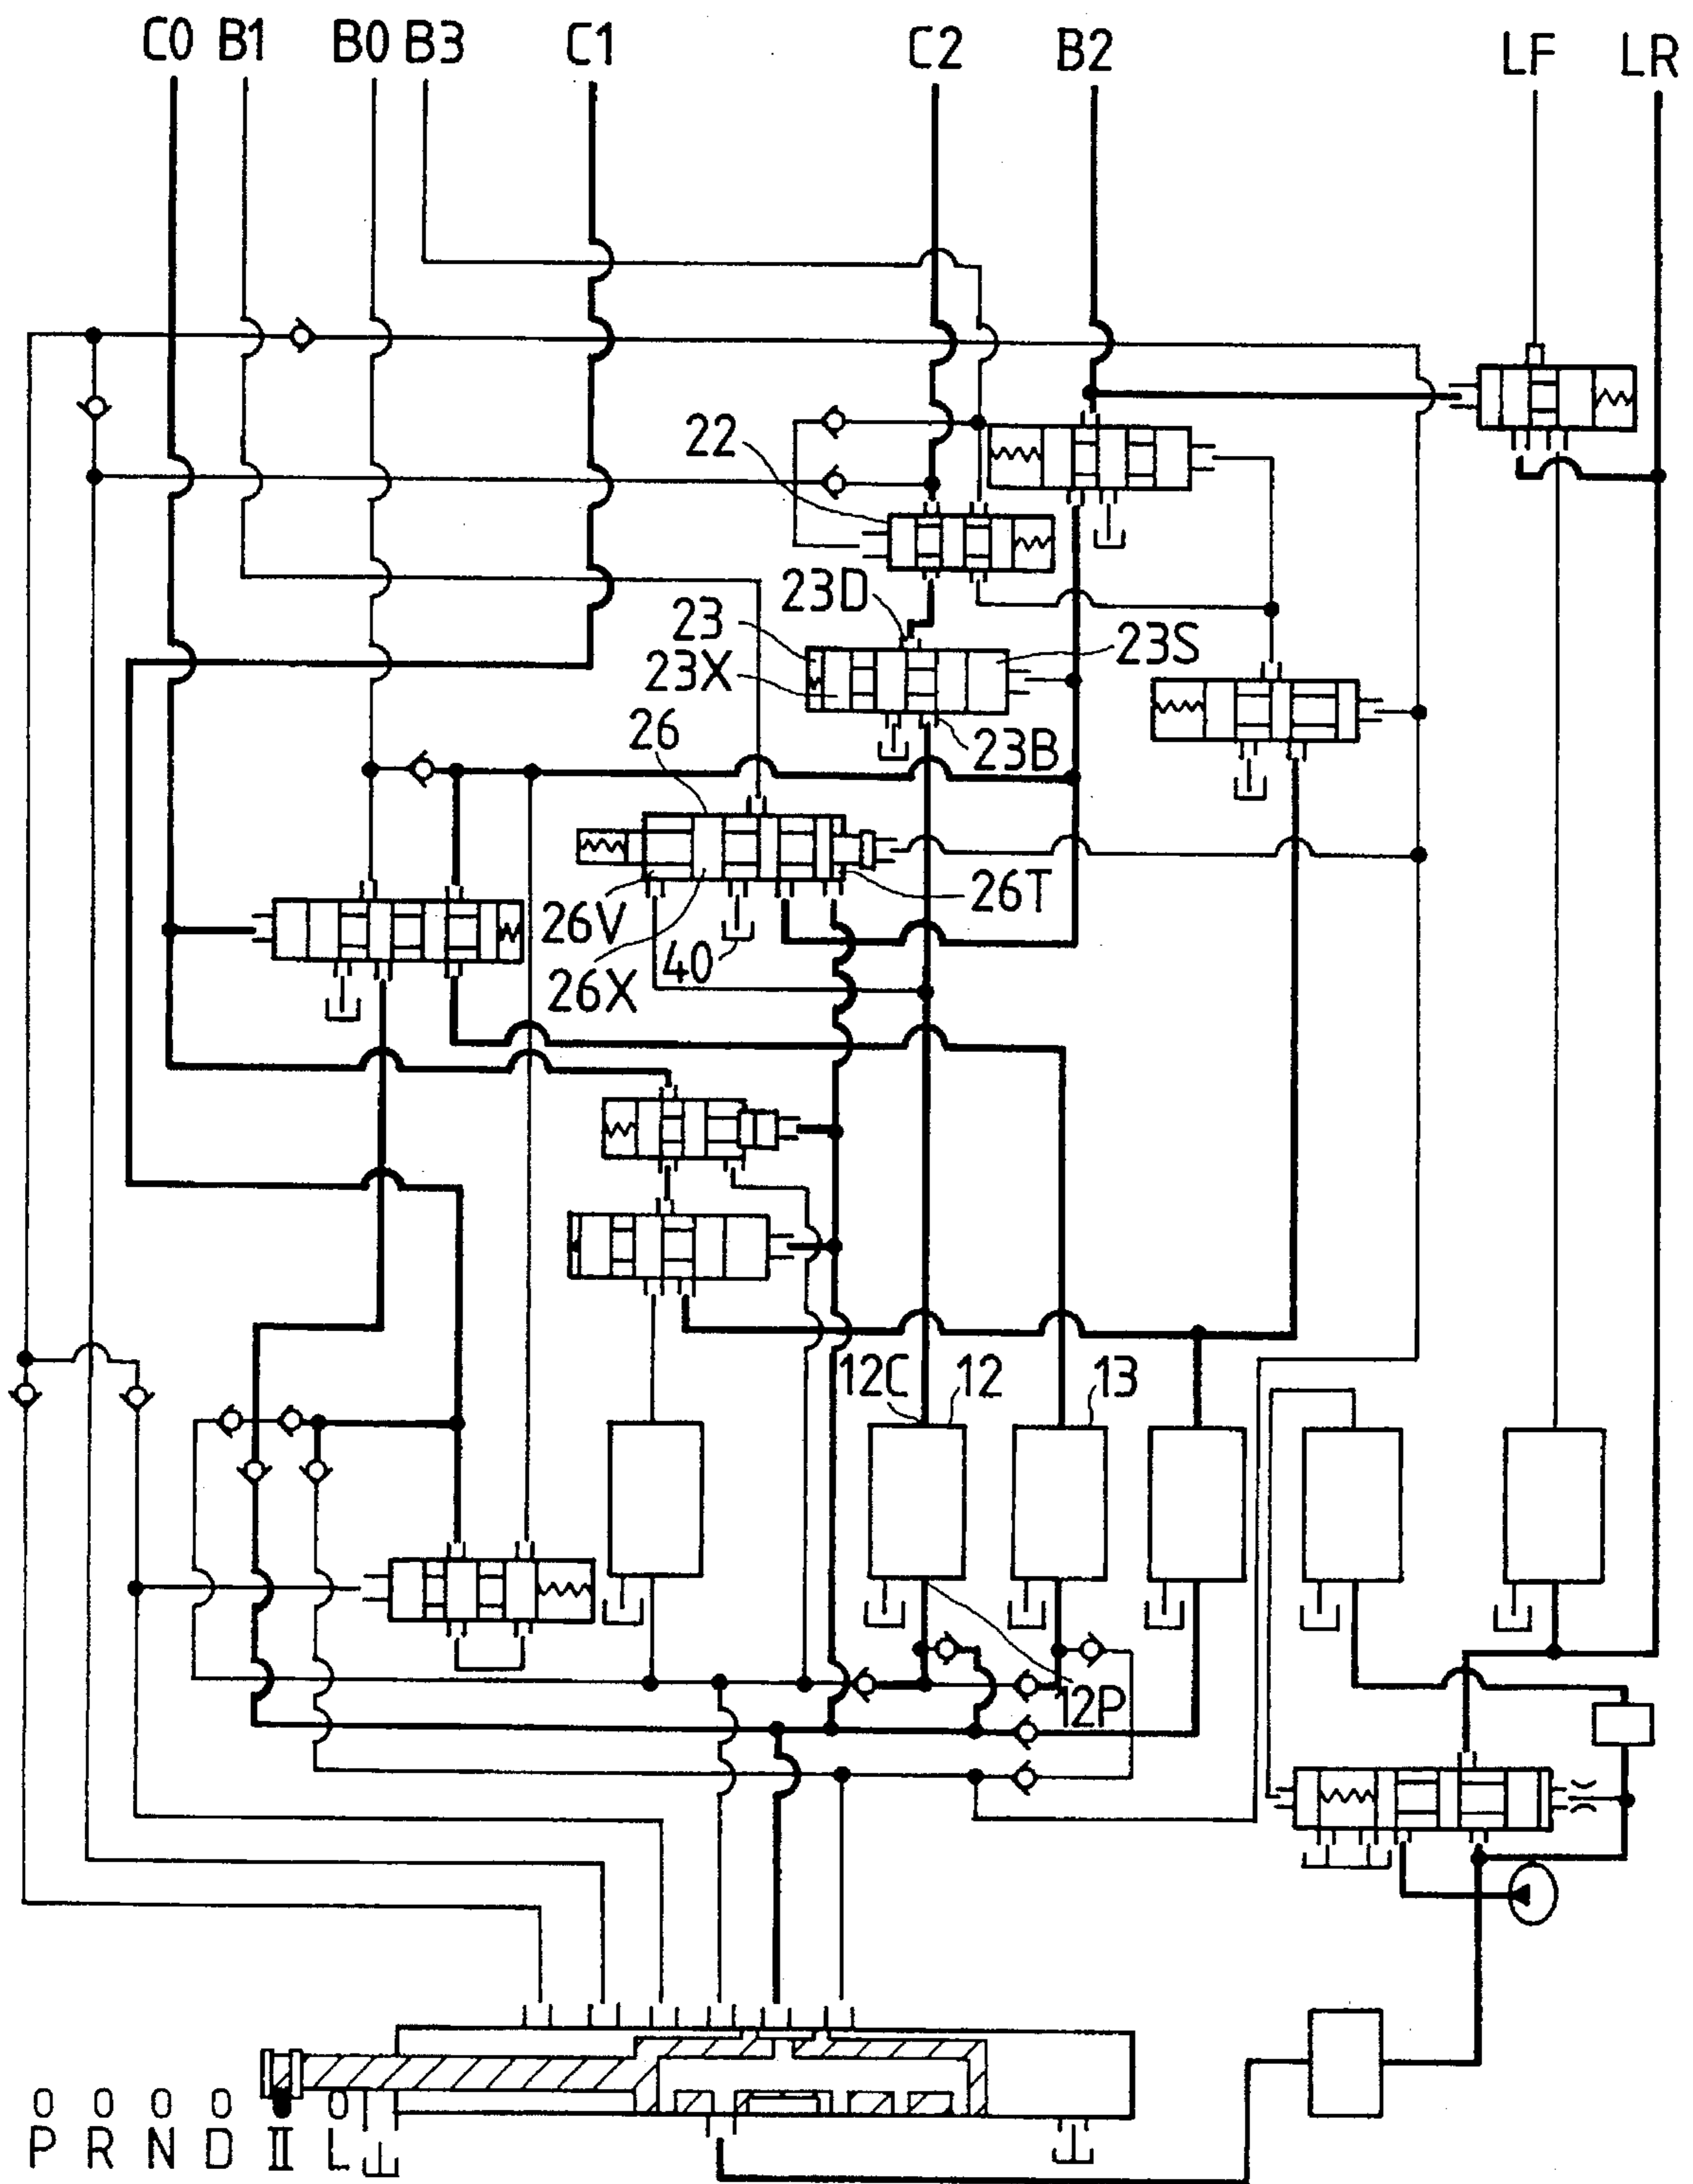 C0 B1 B0 B3 C1 C2 B2 LF LR
22
23D
23
23S
23X
26
23B
26T
26V
40
26X
12C 12 13
12P
0 0 0 0 0
P R N D II L